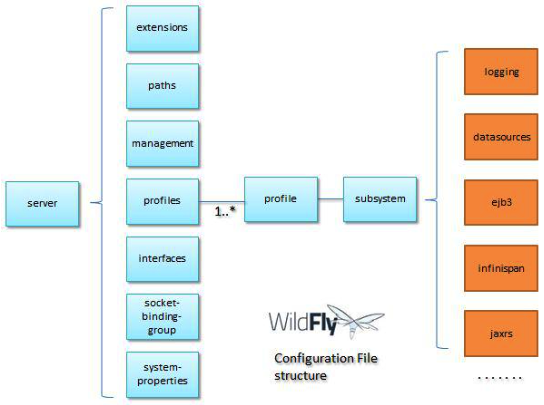 extensions
paths
management
server
profiles
1..*
profile
subsystem
interfaces
socket-
binding-
group
system-
properties
logging
datasources
ejb3
infinispan
jaxrs
.......
WildFly
Configuration File
structure